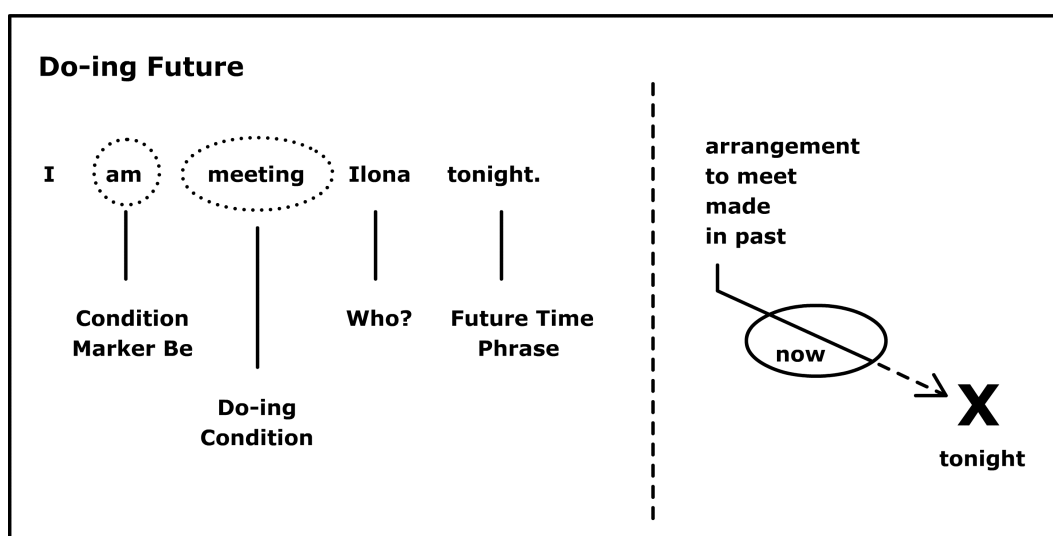 Do-ing Future
I am meeting Ilona tonight.
Condition
Marker Be
Do-ing
Condition
Who?
Future Time
Phrase
arrangement
to meet
made
in past
now
X
tonight